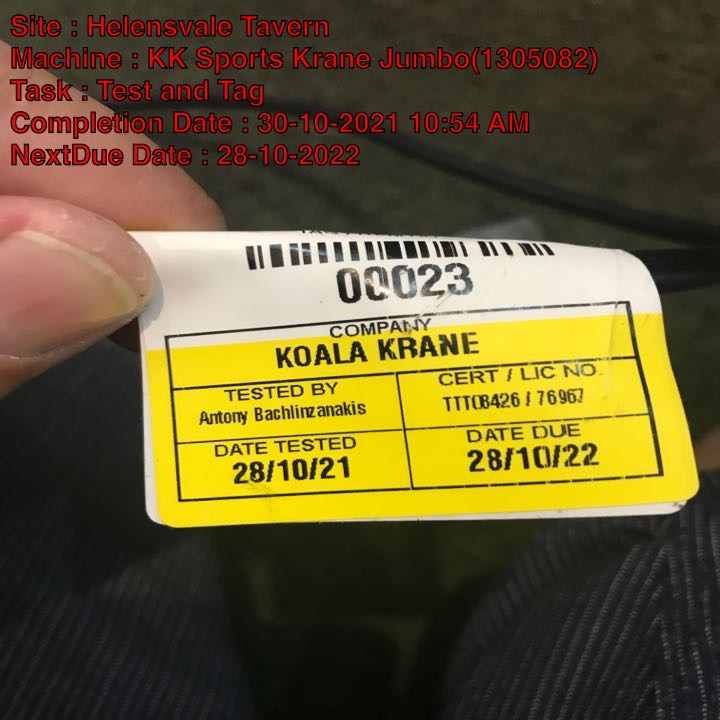 Site : Helensvale Tavern
Machine : KK Sports Krane Jumbo(1305082)
Task : Test and Tag
Completion Date : 30-10-2021 10:54 AM
NextDue Date : 28-10-2022
00023
COMPANY
KOALA KRANE
TESTED BY
Antony Bachlinzanakis
CERT / LIC NO.
TTT08426 / 76967
DATE TESTED
28/10/21
DATE DUE
28/10/22